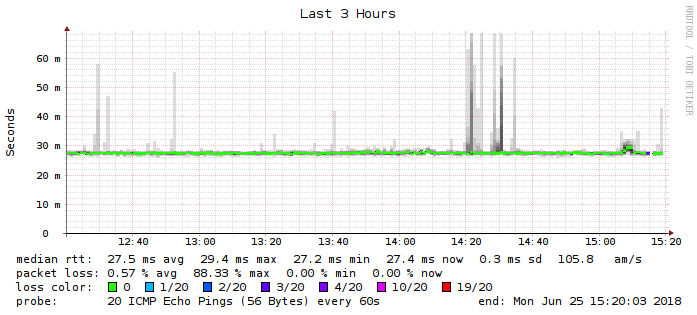 Last 3 Hours
RRDTOOL / TOBI OETIKER
Seconds
60 m
50 m
40 m
30 m
20 m
10 m
0
12:40 13:00 13:20 13:40 14:00 14:20 14:40 15:00 15:20
median rtt: 27.5 ms avg 29.4 ms max 27.2 ms min 27.4 ms now 0.3 ms sd 105.8 am/s
packet loss: 0.57 % avg 88.33 % max 0.00 % min 0.00 % now
loss color: 0 1/20 2/20 3/20 4/20 10/20 19/20
probe: 20 ICMP Echo Pings (56 Bytes) every 60s end: Mon Jun 25 15:20:03 2018